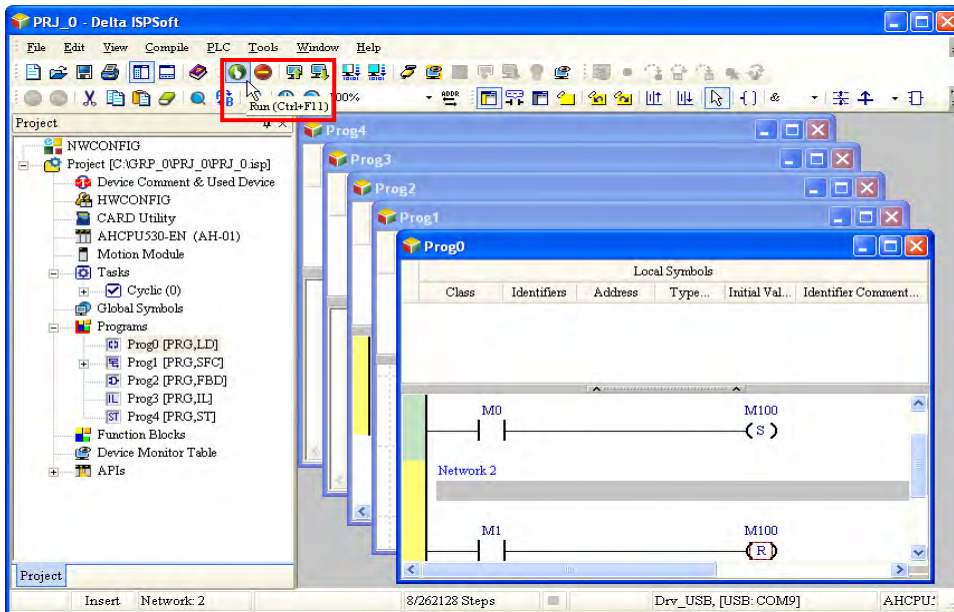 PRJ_0 - Delta ISPSoft
File Edit View Compile PLC Tools Window Help
100%
ADDR
Run (Ctrl+F11)
Project
NWCONFIG
Project [C:\GRP_0\PRJ_0\PRJ_0.isp]
Device Comment & Used Device
HWCONFIG
CARD Utility
AHCPU530-EN (AH-01)
Motion Module
Tasks
Cyclic (0)
Global Symbols
Programs
Prog0 [PRG,LD]
Prog1 [PRG,SFC]
Prog2 [PRG,FBD]
IL Prog3 [PRG,IL]
ST Prog4 [PRG,ST]
Function Blocks
Device Monitor Table
APIs
Project
Prog4
Prog3
Prog2
Prog1
Prog0
Local Symbols
Class Identifiers Address Type... Initial Val... Identifier Comment...
M0 M100
S
Network 2
M1 M100
R
Insert Network: 2 8/262128 Steps Drv_USB, [USB: COM9] AHCPU: